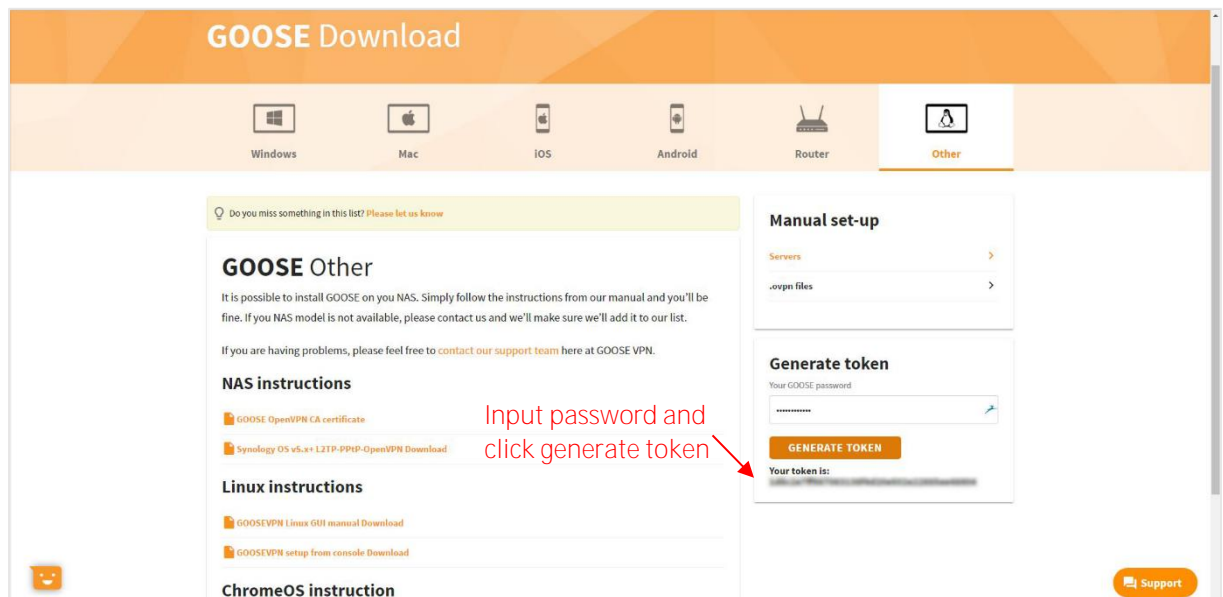 GOOSE Download
Windows
Mac
iOS
Android
Router
Other
Do you miss something in this list? Please let us know
GOOSE Other
It is possible to install GOOSE on you NAS. Simply follow the instructions from our manual and you'll be
fine. If you NAS model is not available, please contact us and we'll make sure we'll add it to our list.
If you are having problems, please feel free to contact our support team here at GOOSE VPN.
NAS instructions
GOOSE OpenVPN CA certificate
Synology OS v5.x+ L2TP-PPtP-OpenVPN Download
Linux instructions
GOOSEVPN Linux GUI manual Download
GOOSEVPN setup from console Download
ChromeOS instruction
Manual set-up
Servers
.ovpn files
Generate token
Your GOOSE password
GENERATE TOKEN
Your token is:
Input password and
click generate token
Support